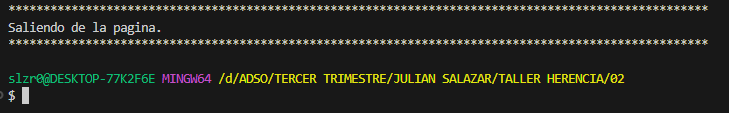 ****************************************************************************************************
Saliendo de la pagina.
****************************************************************************************************
slzr0@DESKTOP-77K2F6E MINGW64 /d/ADSO/TERCER TRIMESTRE/JULIAN SALAZAR/TALLER HERENCIA/02
$